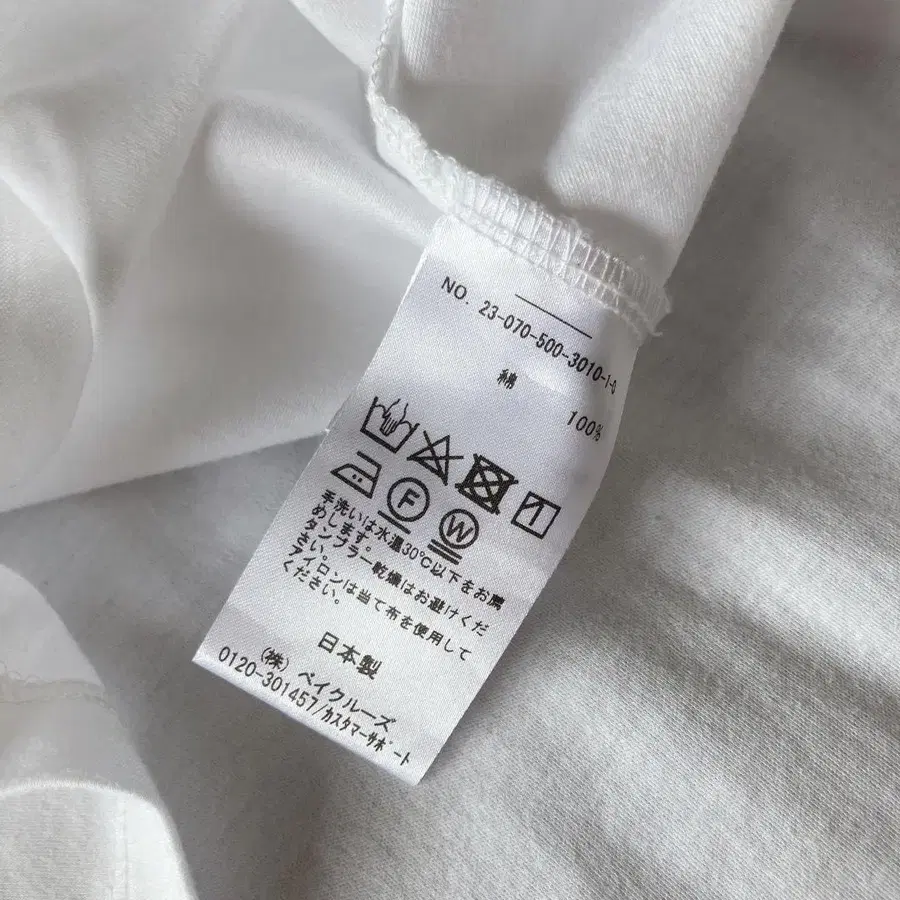 NO. 23-070-500-3010-1-0
綿 100%
F W
手洗いは水温30℃以下をお薦
めします。
タンブラー乾燥はお避けくだ
さい。
アイロンは当て布を使用して
ください。
日本製
(株) ベイクルーズ
0120-301457/カスタマーサポート